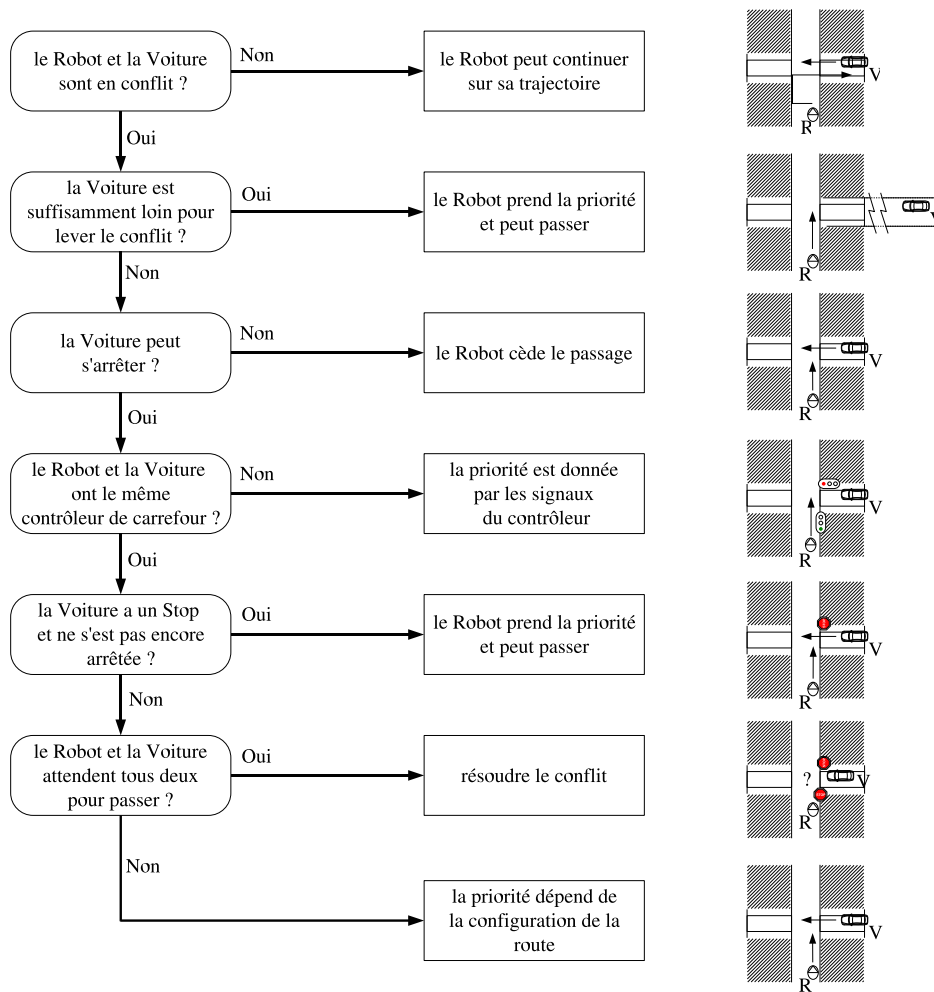 le Robot et la Voiture
sont en conflit ?
Non
le Robot peut continuer
sur sa trajectoire
V
R
Oui
la Voiture est
suffisamment loin pour
lever le conflit ?
Oui
le Robot prend la priorité
et peut passer
R
Non
la Voiture peut
s'arrêter ?
Non
le Robot cède le passage
V
R
Oui
le Robot et la Voiture
ont le même
contrôleur de carrefour ?
Non
la priorité est donnée
par les signaux
du contrôleur
V
R
Oui
la Voiture a un Stop
et ne s'est pas encore
arrêtée ?
Oui
le Robot prend la priorité
et peut passer
V
R
Non
le Robot et la Voiture
attendent tous deux
pour passer ?
Oui
résoudre le conflit
?
V
STOP
R
Non
la priorité dépend de
la configuration de la
route
V
R